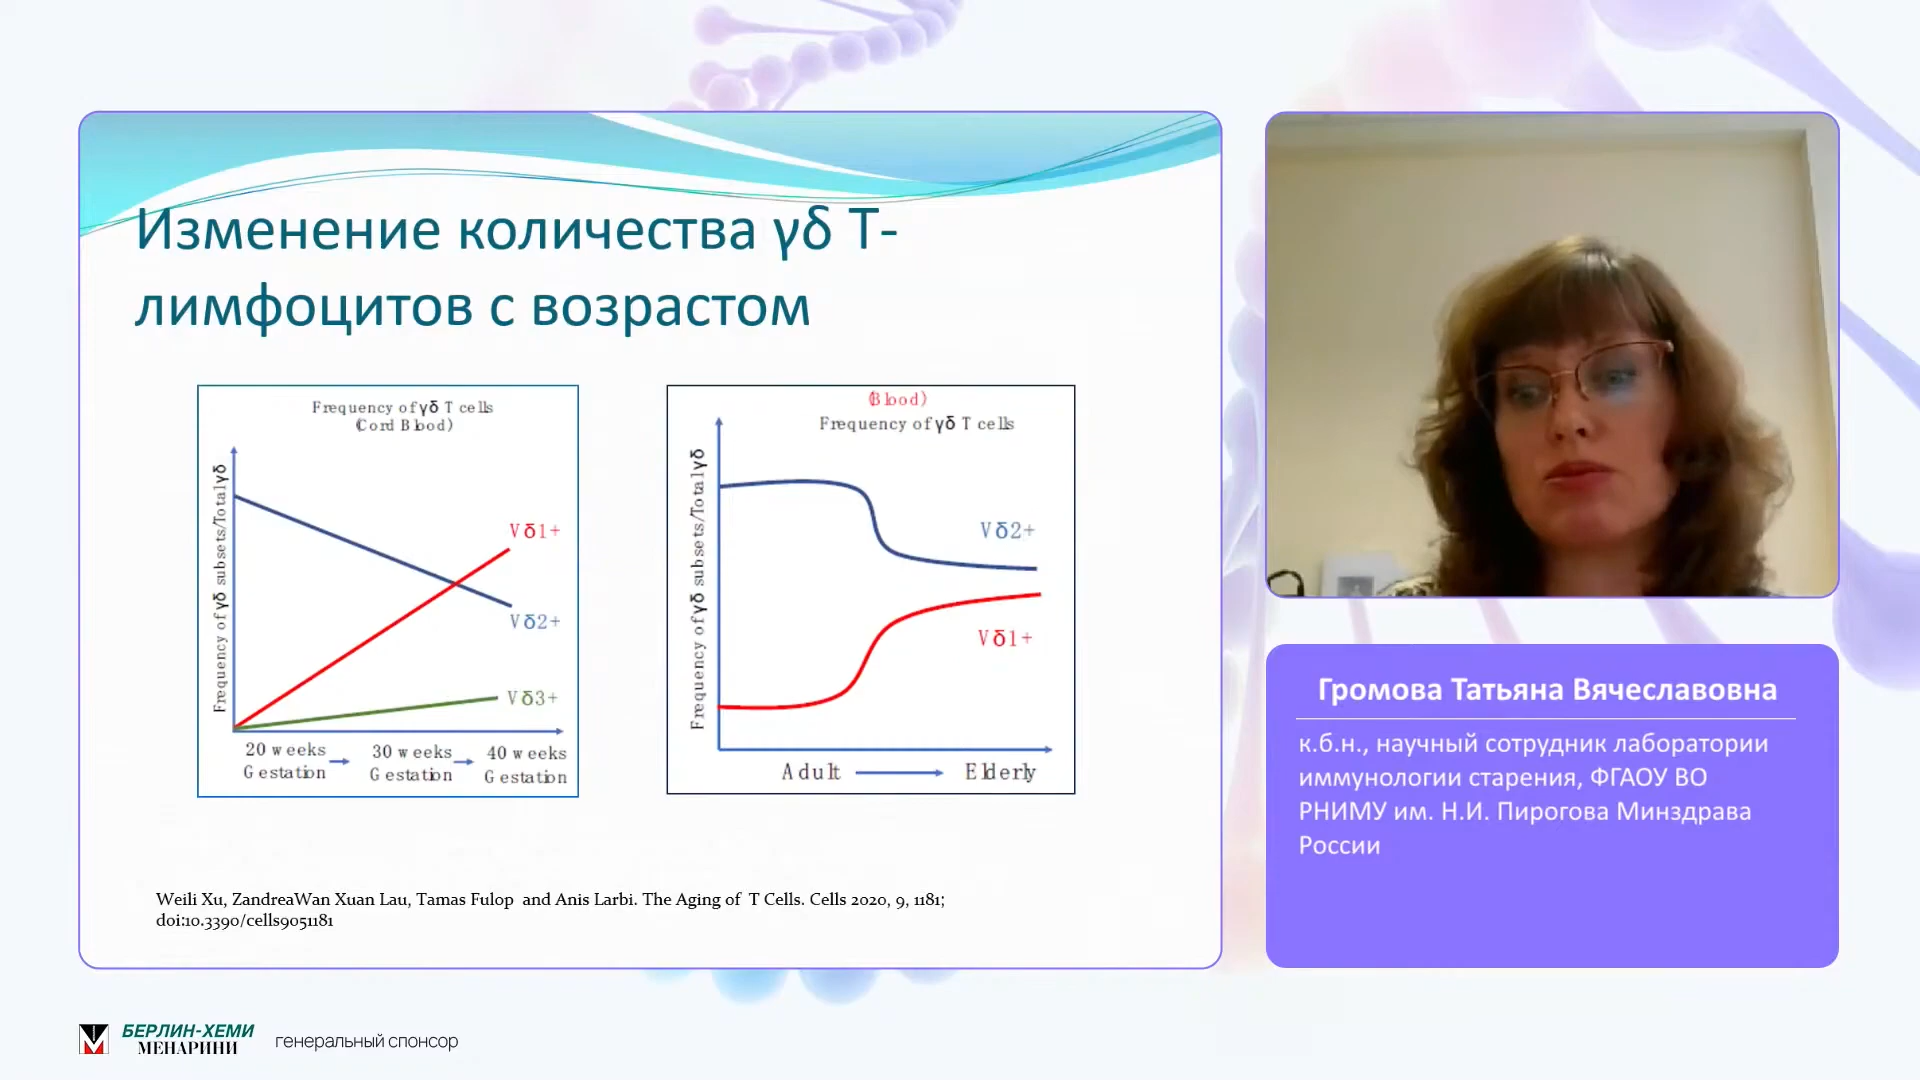 Изменение количества γδ Т-
лимфоцитов с возрастом
Frequency of γδ T cells
(Cord Blood)
Frequency of γδ subsets/Total γδ
Vδ1+
Vδ2+
Vδ3+
20 weeks
Gestation
30 weeks
Gestation
40 weeks
Gestation
(Blood)
Frequency of γδ T cells
Frequency of γδ subsets/Total γδ
Vδ2+
Vδ1+
Adult
Elderly
Weili Xu, ZandreaWan Xuan Lau, Tamas Fulop and Anis Larbi. The Aging of T Cells. Cells 2020, 9, 1181;
doi:10.3390/cells9051181
Громова Татьяна Вячеславовна
к.б.н., научный сотрудник лаборатории
иммунологии старения, ФГАОУ ВО
РНИМУ им. Н.И. Пирогова Минздрава
России
БЕРЛИН-ХЕМИ
МЕНАРИНИ
генеральный спонсор